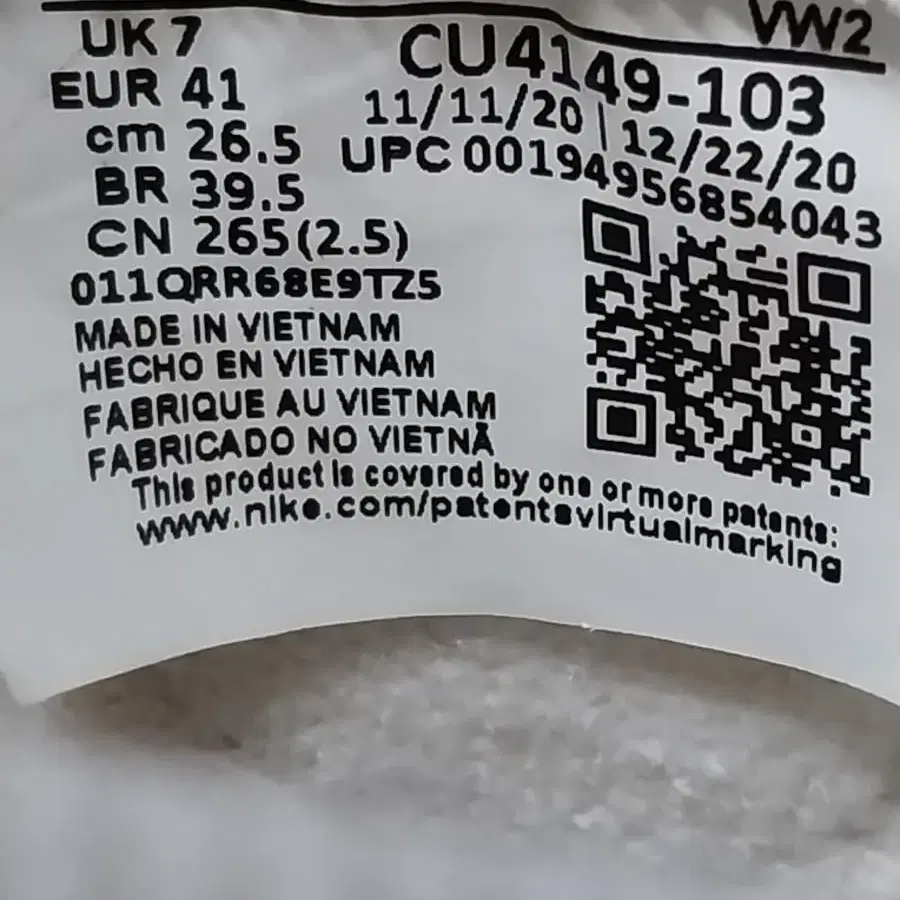 VW2
UK 7
EUR 41
cm 26.5
BR 39.5
CN 265(2.5)
CU4149-103
11/11/20 | 12/22/20
UPC 00194956854043
011QRR68E9TZ5
MADE IN VIETNAM
HECHO EN VIETNAM
FABRIQUE AU VIETNAM
FABRICADO NO VIETNÃ
This product is covered by one or more patents:
www.nike.com/patentsvirtualmarking